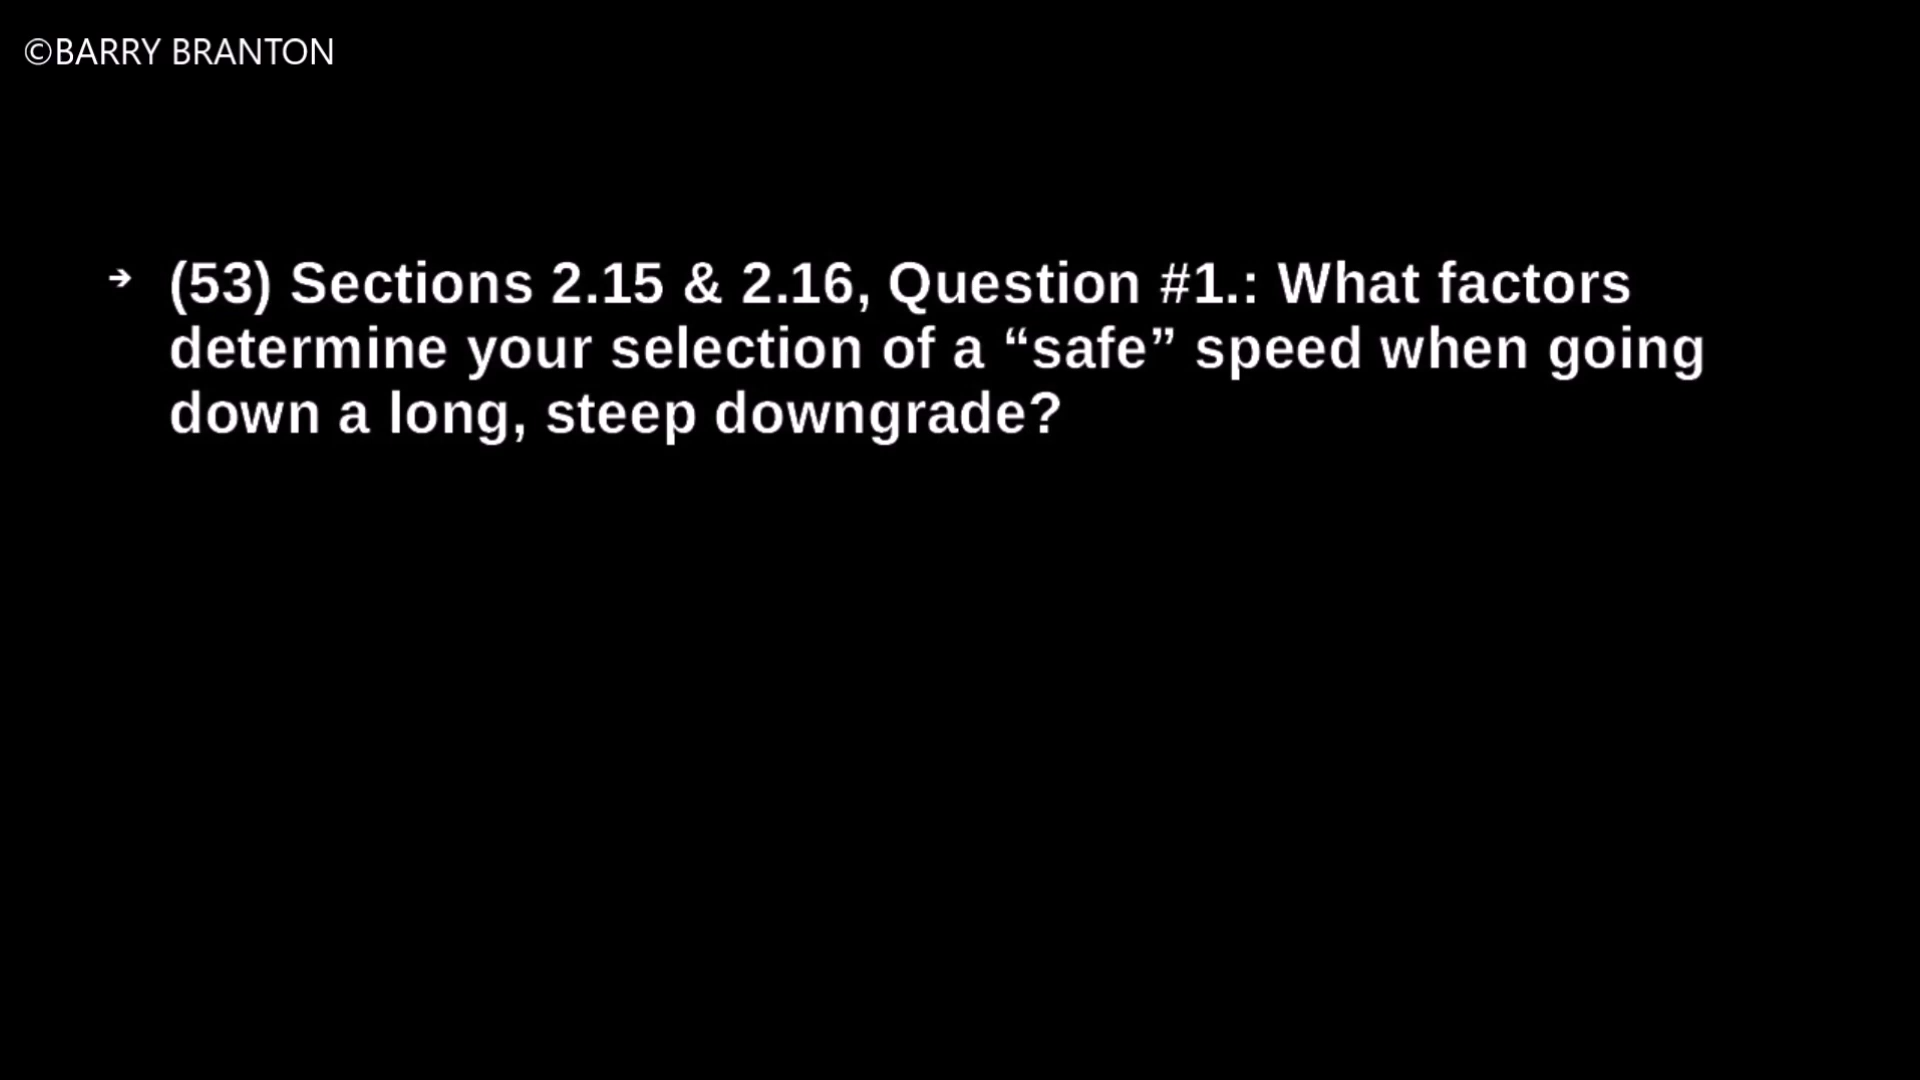 ©BARRY BRANTON
➔ (53) Sections 2.15 & 2.16, Question #1.: What factors
determine your selection of a “safe” speed when going
down a long, steep downgrade?